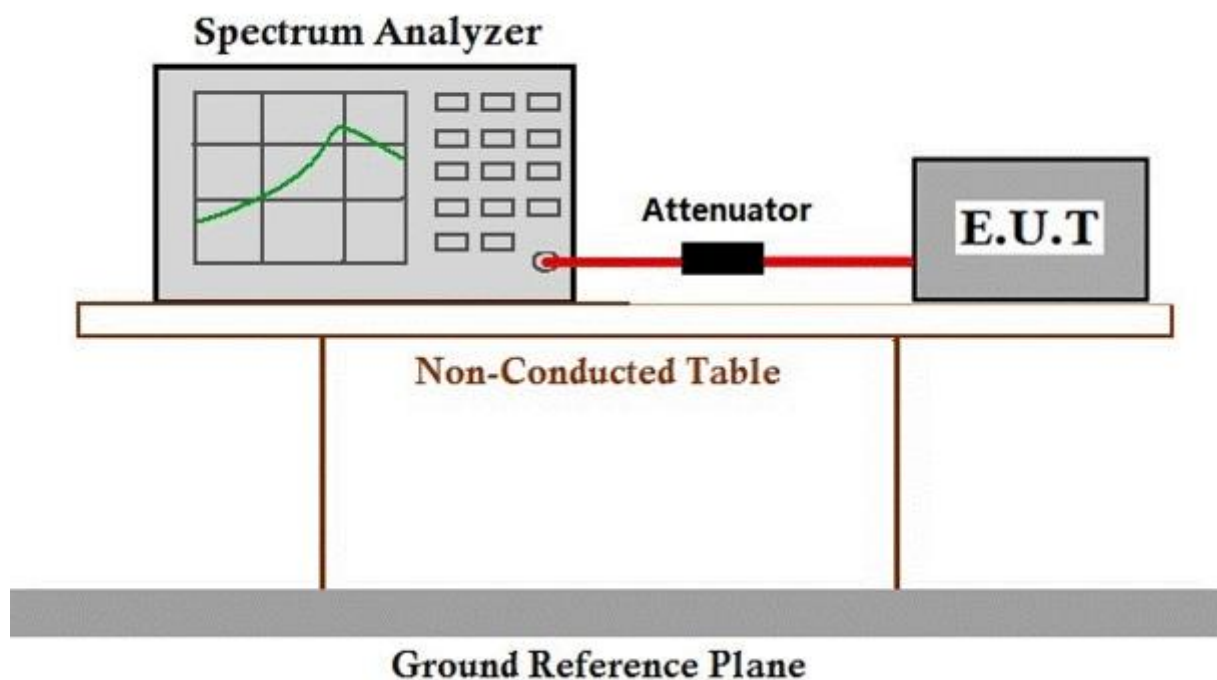 Spectrum Analyzer
Attenuator
E.U.T
Non-Conducted Table
Ground Reference Plane